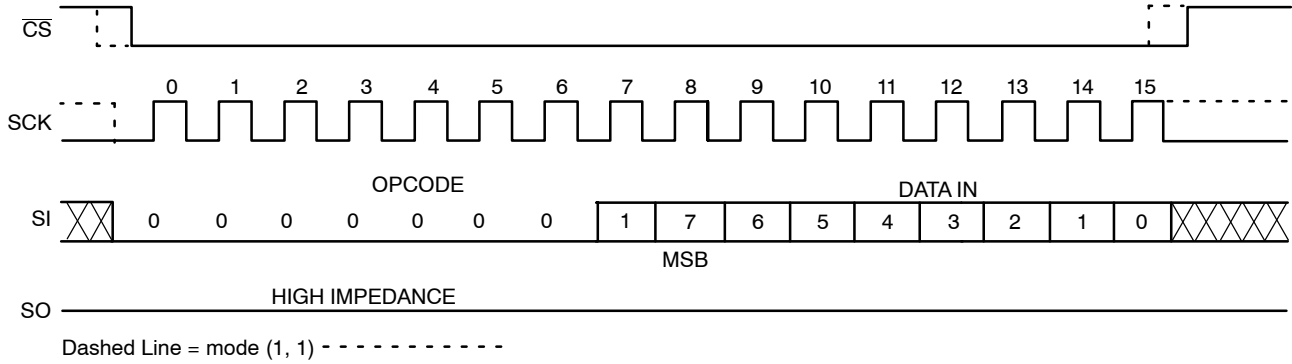 CS
0 1 2 3 4 5 6 7 8 9 10 11 12 13 14 15
SCK
OPCODE DATA IN
SI 0 0 0 0 0 0 0 1 7 6 5 4 3 2 1 0
MSB
HIGH IMPEDANCE
SO
Dashed Line = mode (1, 1)